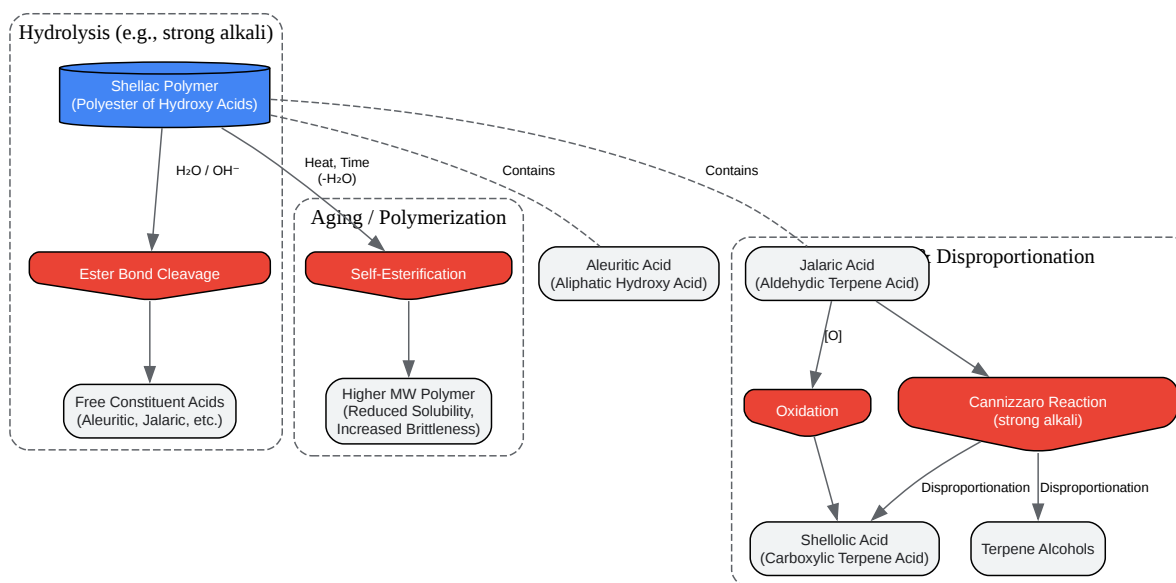 Hydrolysis (e.g., strong alkali)
Shellac Polymer
(Polyester of Hydroxy Acids)
H₂O / OH⁻
Heat, Time
(-H₂O)
Contains
Contains
Aging / Polymerization
Ester Bond Cleavage
Self-Esterification
Aleuritic Acid
(Aliphatic Hydroxy Acid)
Jalaric Acid
(Aldehydic Terpene Acid)
& Disproportionation
[O]
Free Constituent Acids
(Aleuritic, Jalaric, etc.)
Higher MW Polymer
(Reduced Solubility,
Increased Brittleness)
Oxidation
Cannizzaro Reaction
(strong alkali)
Disproportionation
Disproportionation
Shellolic Acid
(Carboxylic Terpene Acid)
Terpene Alcohols